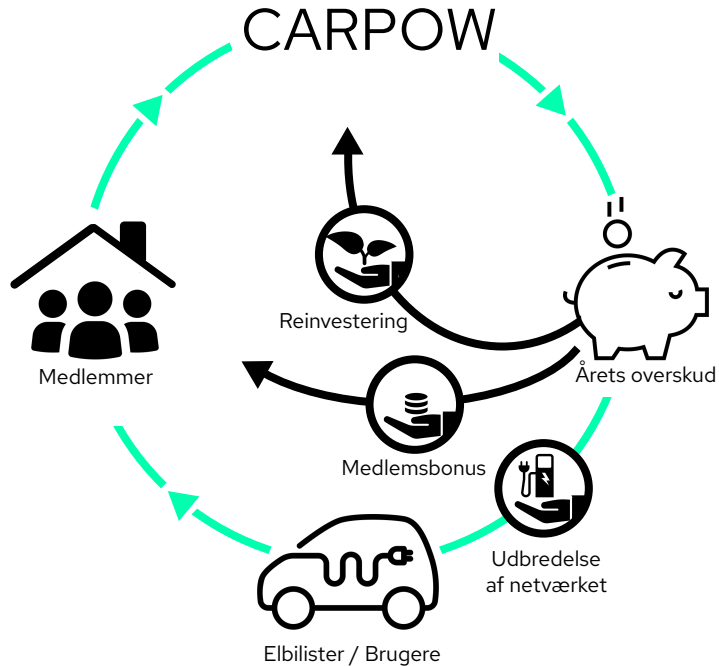 CARPOW
Reinvestering
Medlemmer
Årets overskud
Medlemsbonus
Udbredelse
af netværket
Elbilister / Brugere